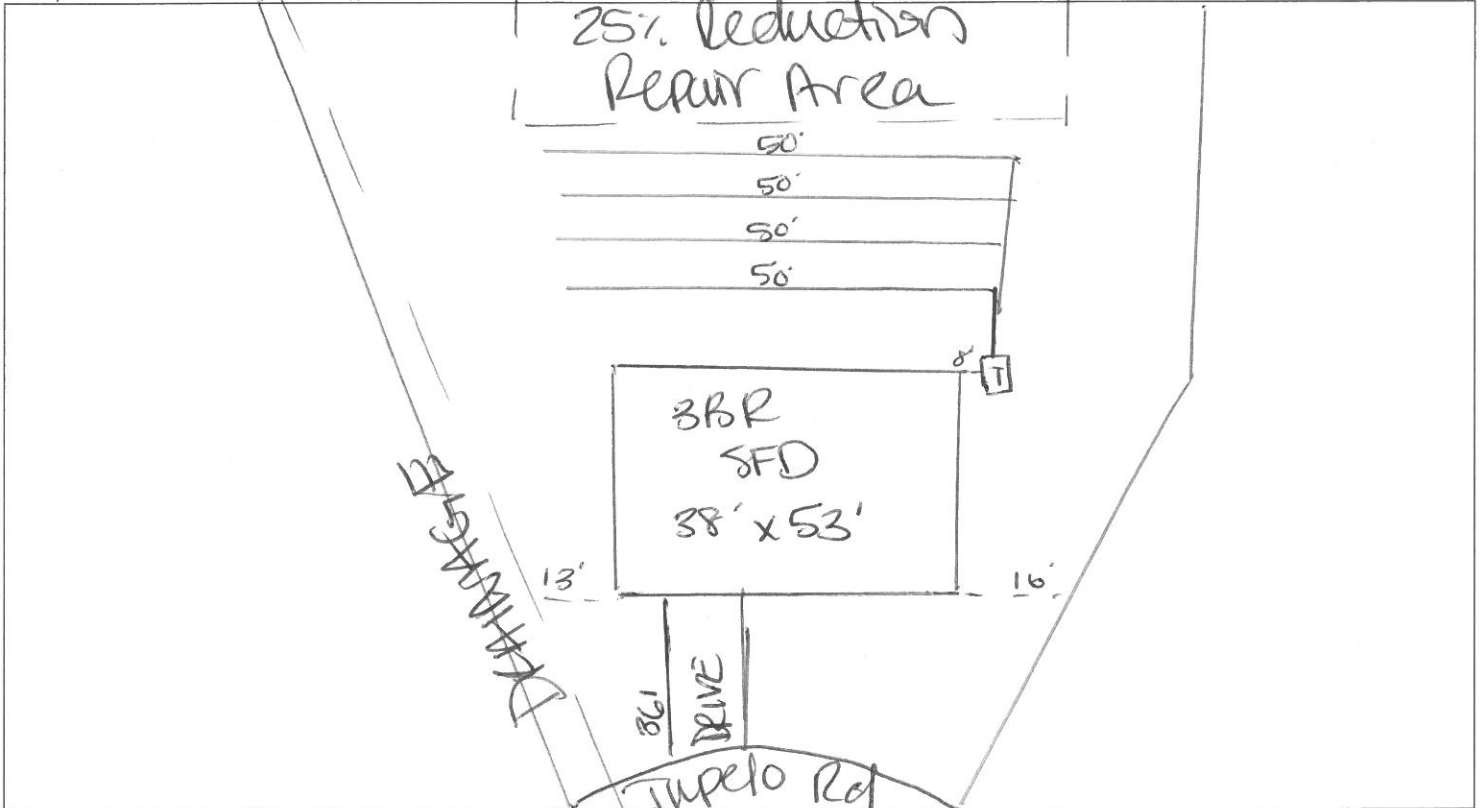 25% Reduction
Repair Area
50'
50'
50'
50'
8'
T
3BR
SFD
38' x 53'
DRAINAGE
13'
16'
36'
DRIVE
Tupelo Rd